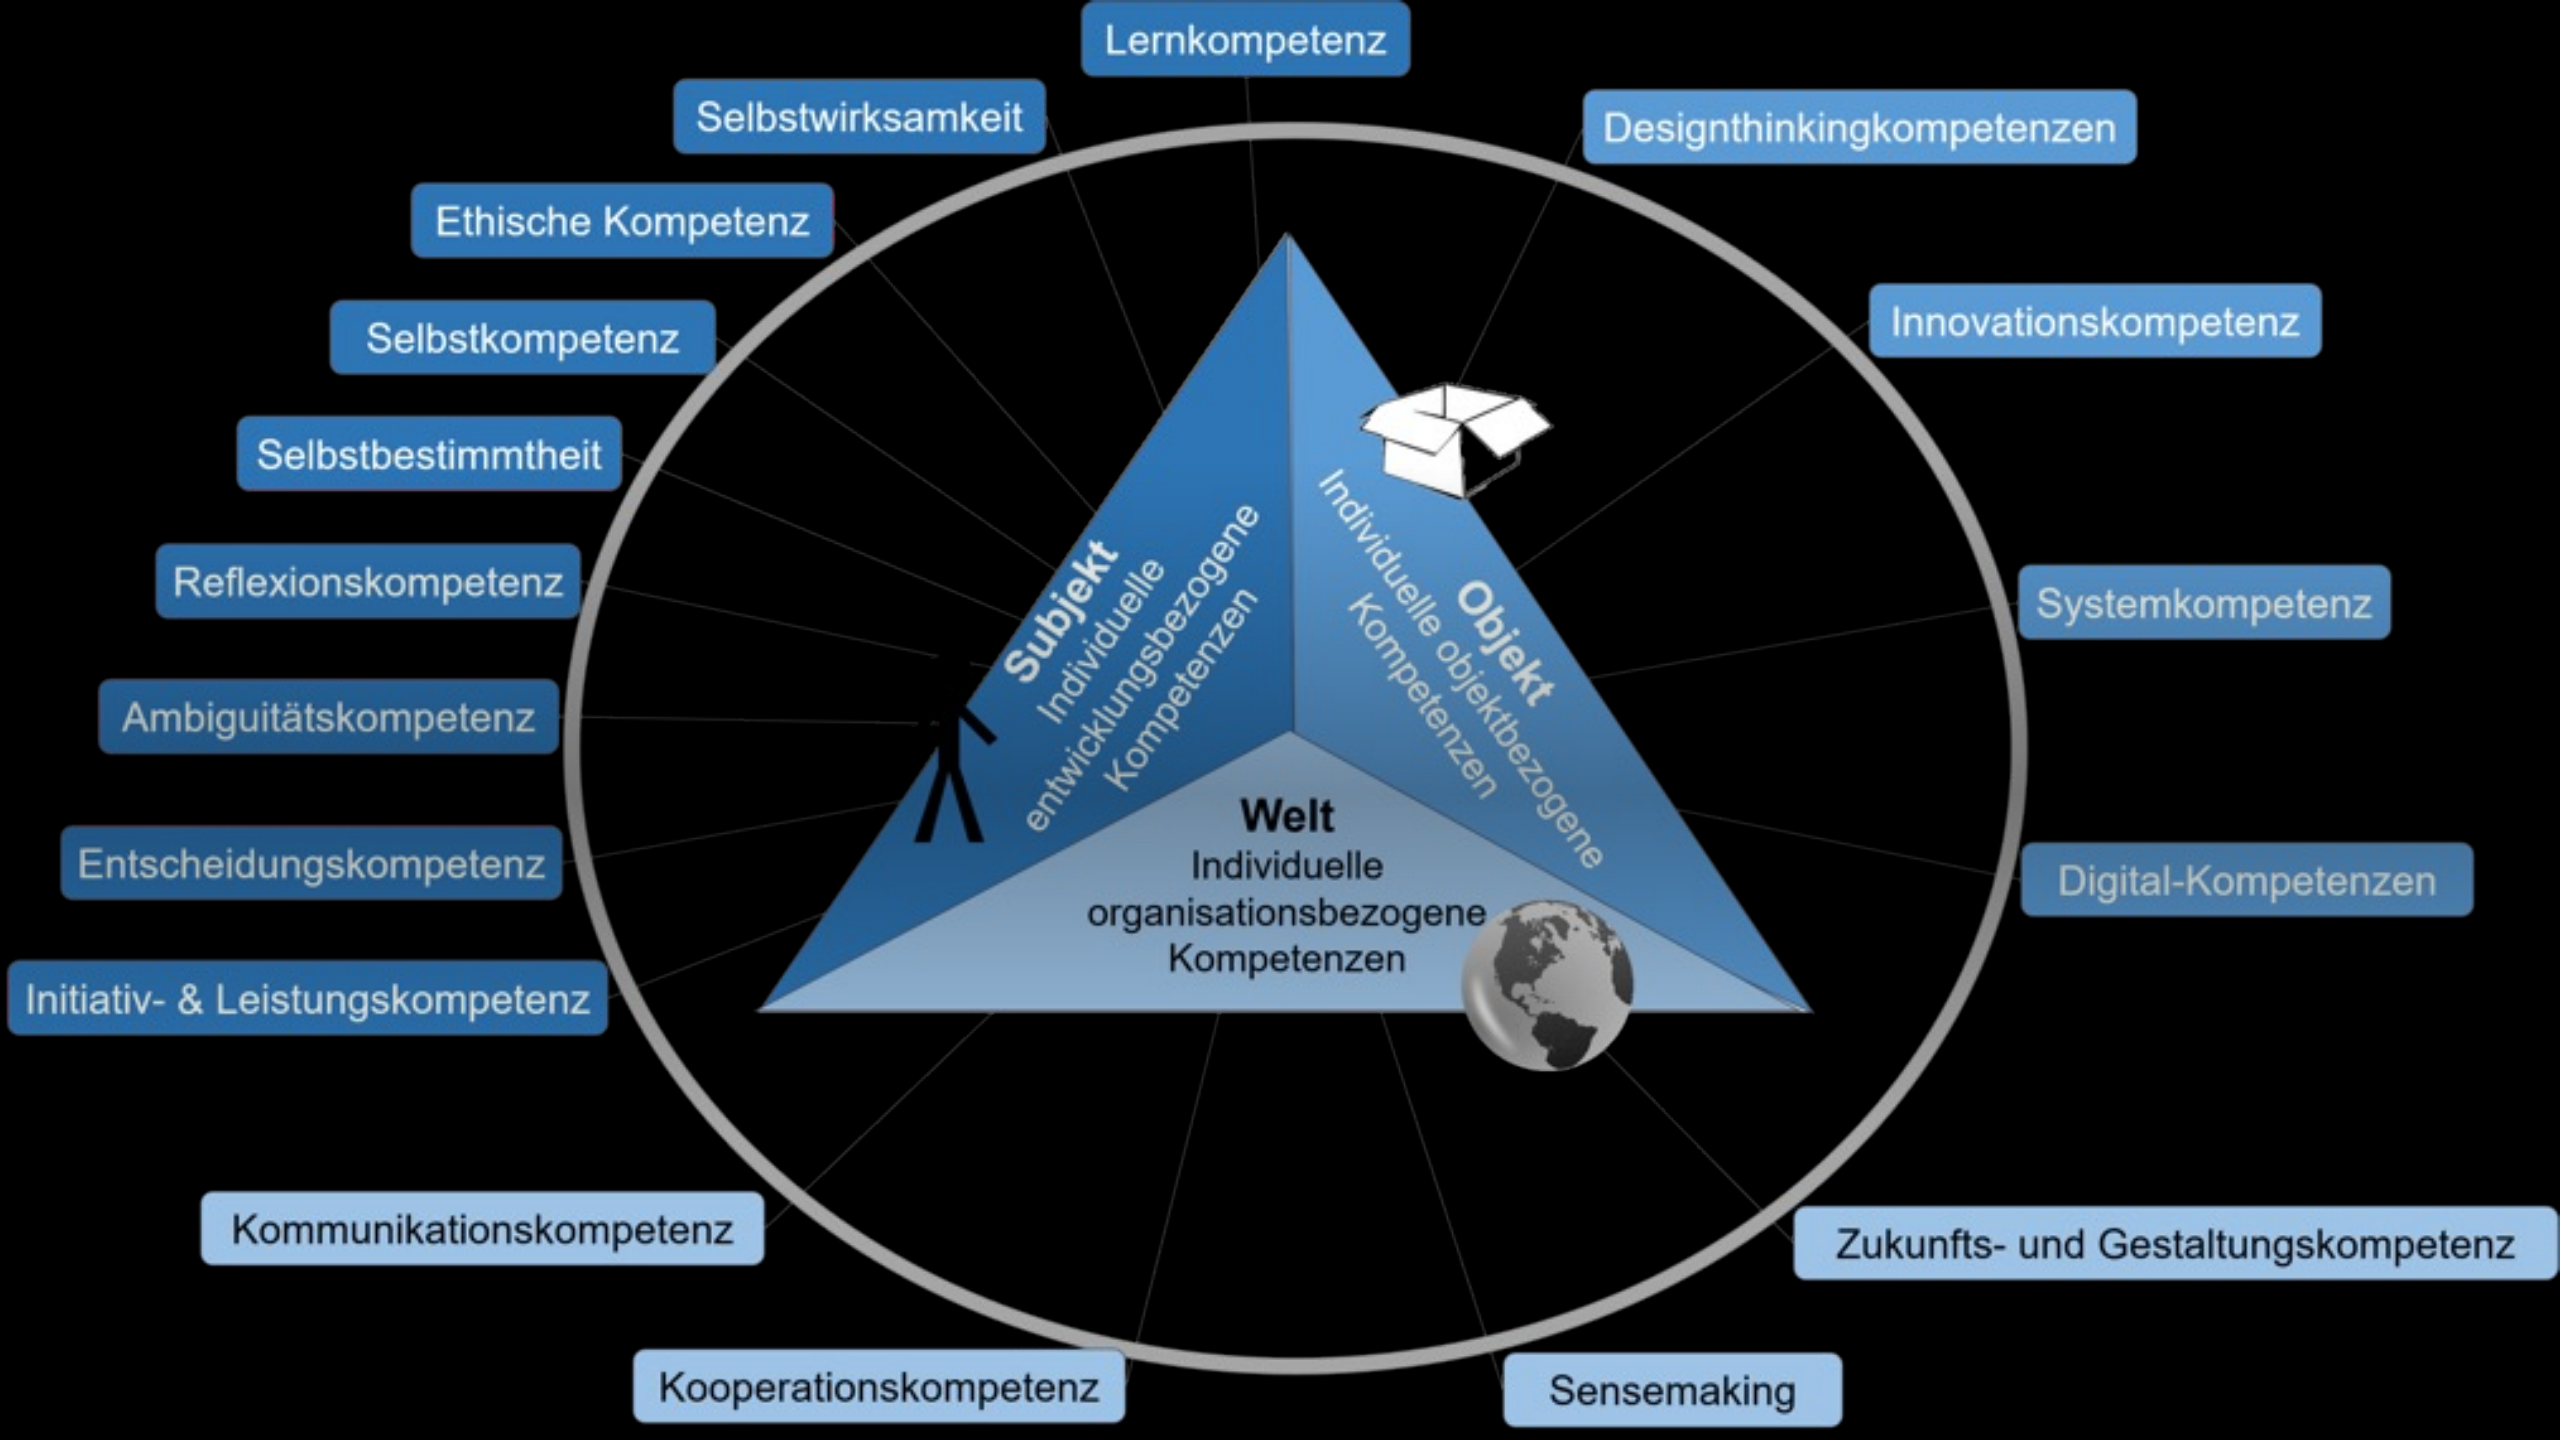 Lernkompetenz
Selbstwirksamkeit
Designthinkingkompetenzen
Ethische Kompetenz
Innovationskompetenz
Selbstkompetenz
Selbstbestimmtheit
Reflexionskompetenz
Systemkompetenz
Ambiguitätskompetenz
Entscheidungskompetenz
Digital-Kompetenzen
Initiativ- & Leistungskompetenz
Subjekt
Individuelle
entwicklungsbezogene
Kompetenzen
Objekt
Individuelle objektbezogene
Kompetenzen
Welt
Individuelle
organisationsbezogene
Kompetenzen
Kommunikationskompetenz
Zukunfts- und Gestaltungskompetenz
Kooperationskompetenz
Sensemaking